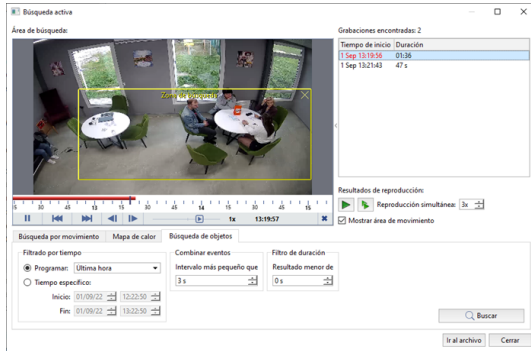 Búsqueda activa
Área de búsqueda:
Grabaciones encontradas: 2
Tiempo de inicio Duración
1 Sep 13:19:56 01:36
1 Sep 13:21:43 47 s
Zona de búsqueda
15 30 45 13 15 30 45 14 15 30 45 15
1x 13:19:57
Resultados de reproducción:
Reproducción simultánea: 3x
Mostrar área de movimiento
Búsqueda por movimiento Mapa de calor Búsqueda de objetos
Filtrado por tiempo
Programar: Última hora
Tiempo específico:
Inicio: 01/09/22 12:22:50
Fin: 01/09/22 13:22:50
Combinar eventos
Intervalo más pequeño que
3 s
Filtro de duración
Resultado menor de
0 s
Buscar
Ir al archivo Cerrar